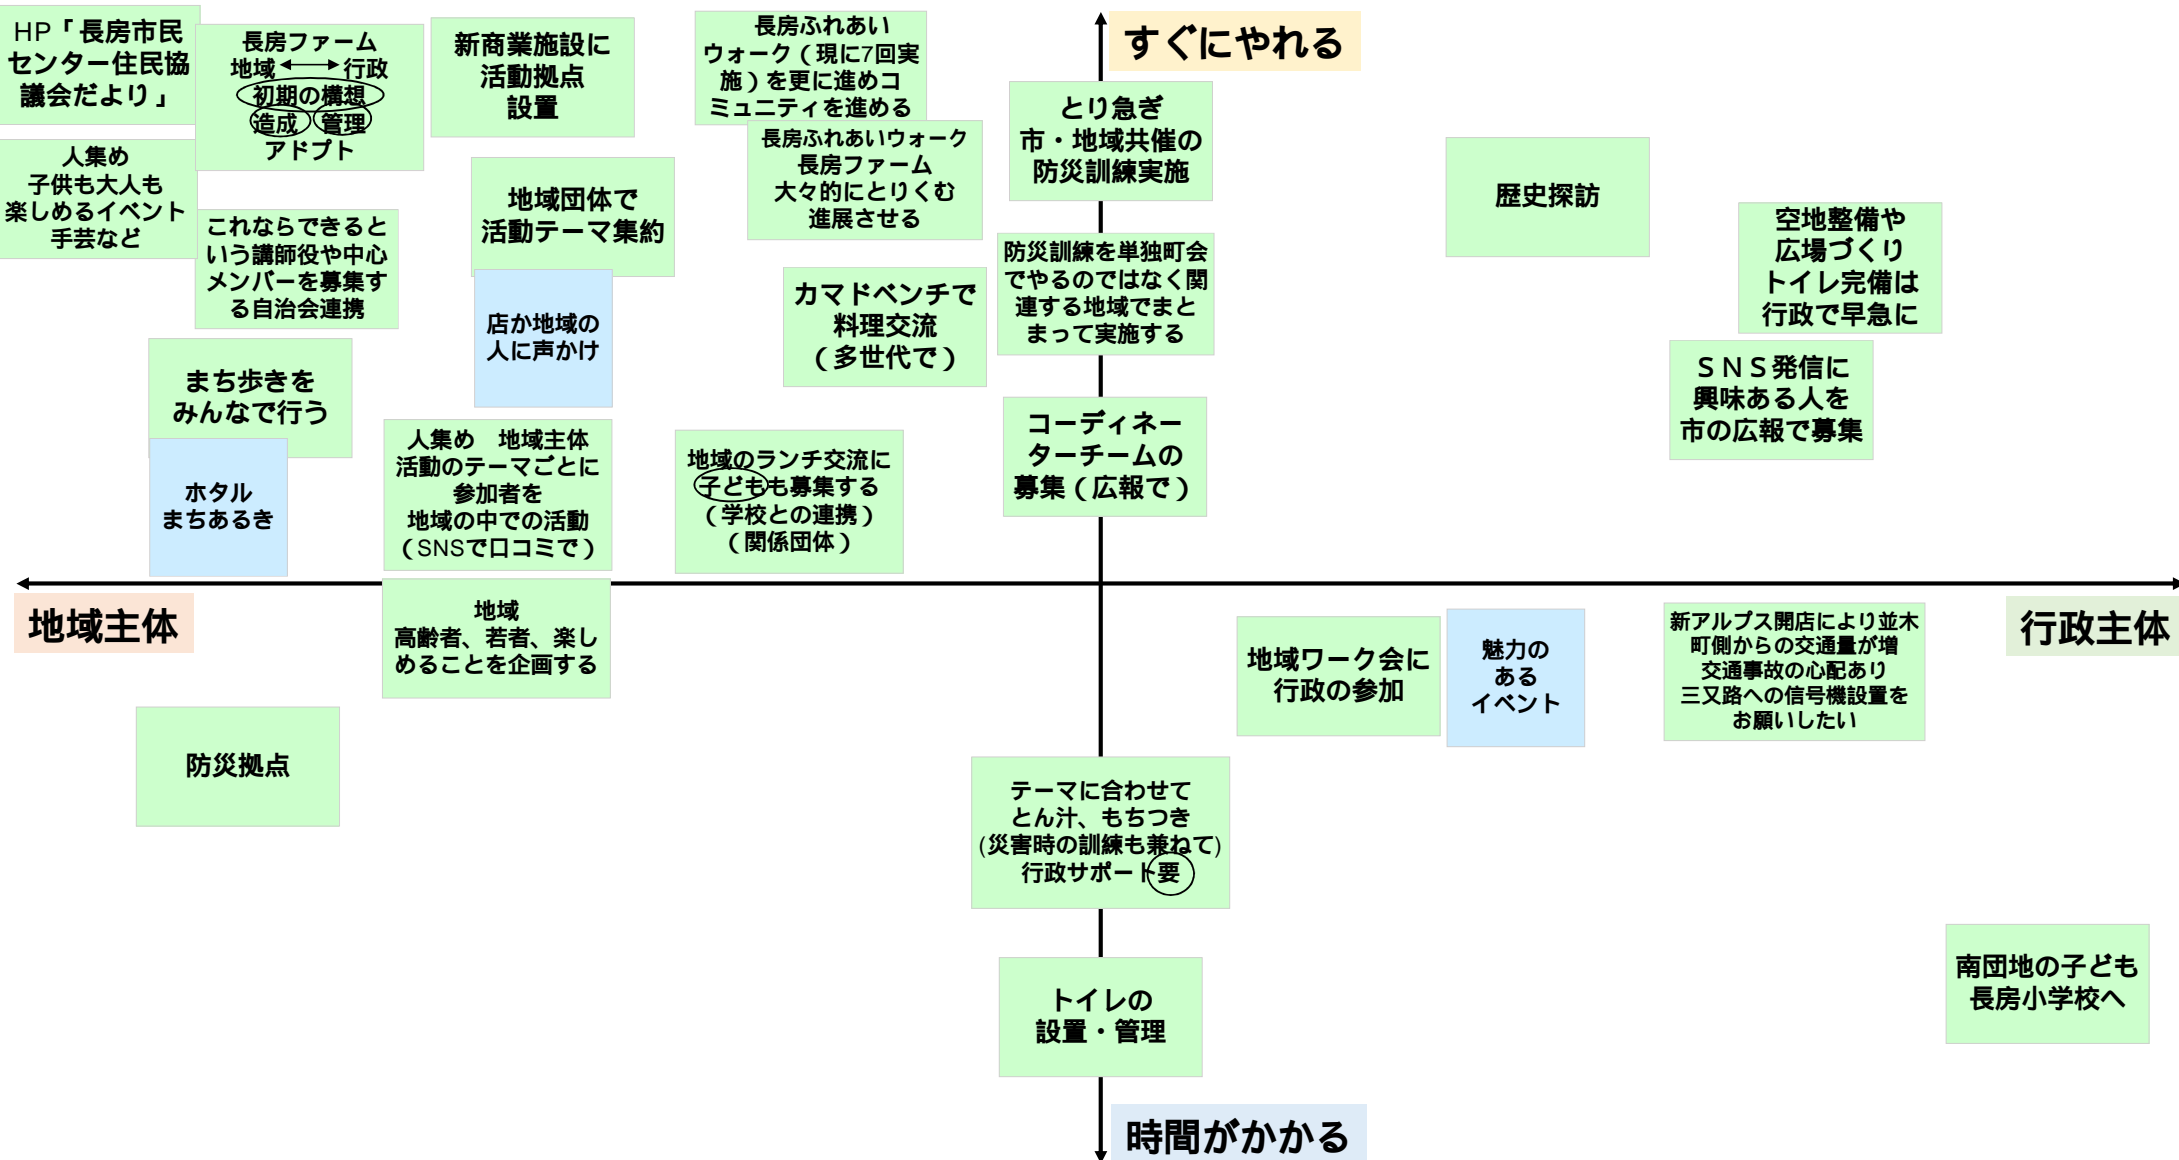 HP「長房市民
センター住民協
議会だより」
長房ファーム
地域 行政
初期の構想
造成 管理
アドプト
新商業施設に
活動拠点
設置
長房ふれあい
ウォーク（現に7回実
施）を更に進めコ
ミュニティを進める
すぐにやれる
人集め
子供も大人も
楽しめるイベント
手芸など
これならできると
いう講師役や中心
メンバーを募集す
る自治会連携
地域団体で
活動テーマ集約
長房ふれあいウォーク
長房ファーム
大々的にとりくむ
進展させる
とり急ぎ
市・地域共催の
防災訓練実施
歴史探訪
空地整備や
広場づくり
トイレ完備は
行政で早急に
店か地域の
人に声かけ
カマドベンチで
料理交流
（多世代で）
防災訓練を単独町会
でやるのではなく関
連する地域でまと
まって実施する
ＳＮＳ発信に
興味ある人を
市の広報で募集
まち歩きを
みんなで行う
ホタル
まちあるき
人集め　地域主体
活動のテーマごとに
参加者を
地域の中での活動
（SNSで口コミで）
地域のランチ交流に
子どもも募集する
（学校との連携）
（関係団体）
コーディネー
ターチームの
募集（広報で）
地域主体
行政主体
地域
高齢者、若者、楽し
めることを企画する
地域ワーク会に
行政の参加
魅力の
ある
イベント
新アルプス開店により並木
町側からの交通量が増
交通事故の心配あり
三又路への信号機設置を
お願いしたい
防災拠点
テーマに合わせて
とん汁、もちつき
(災害時の訓練も兼ねて)
行政サポート要
トイレの
設置・管理
南団地の子ども
長房小学校へ
時間がかかる